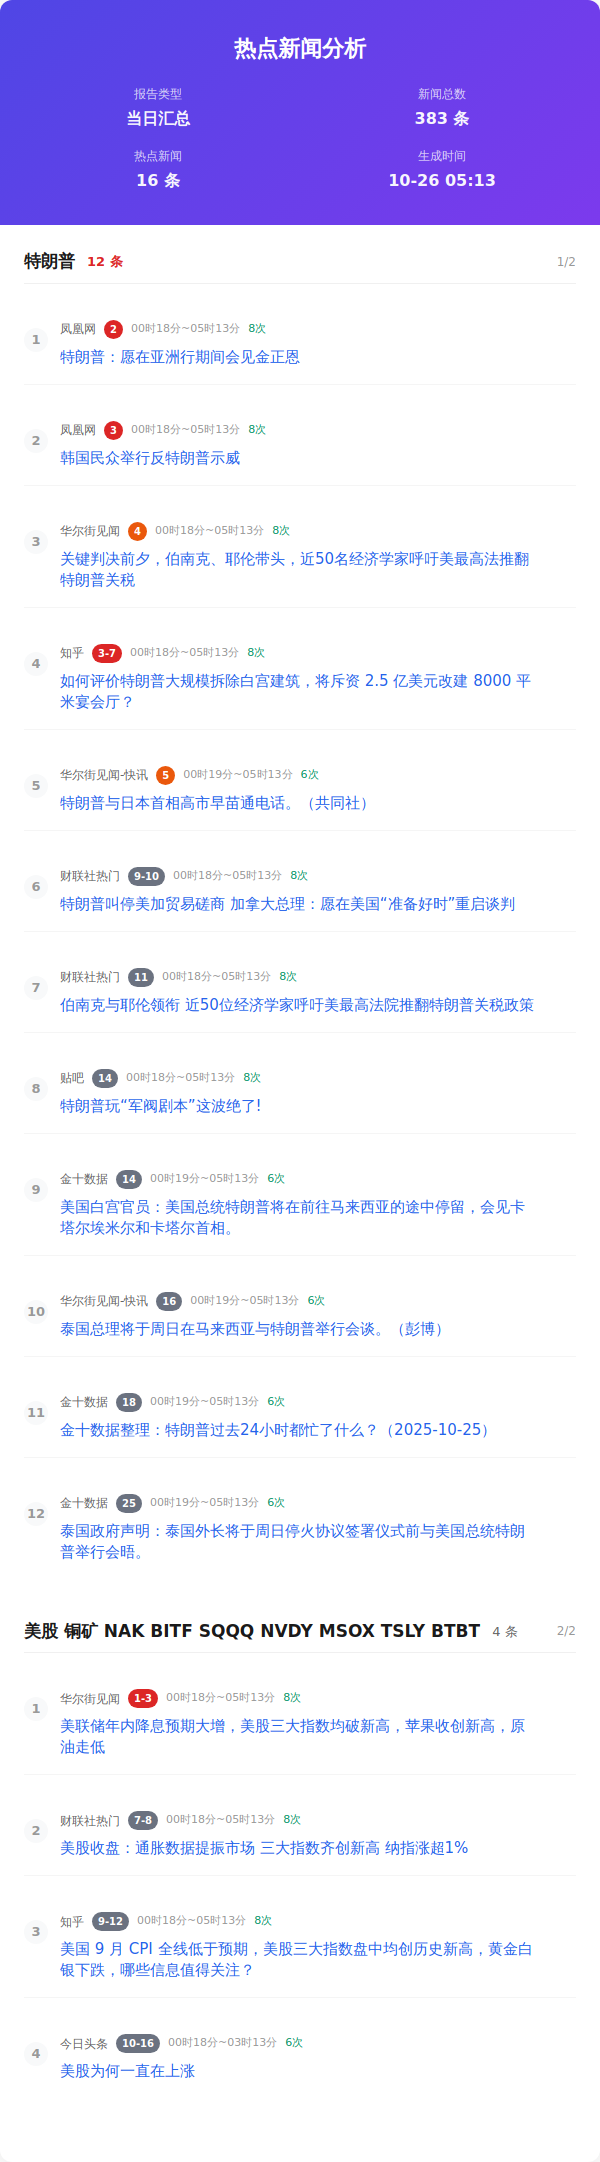 热点新闻分析
报告类型
新闻总数
当日汇总
383 条
热点新闻
生成时间
16 条
10-26 05:13
特朗普 12 条 1/2
1 凤凰网 2 00时18分~05时13分 8次
特朗普：愿在亚洲行期间会见金正恩
2 凤凰网 3 00时18分~05时13分 8次
韩国民众举行反特朗普示威
3 华尔街见闻 4 00时18分~05时13分 8次
关键判决前夕，伯南克、耶伦带头，近50名经济学家呼吁美最高法推翻
特朗普关税
4 知乎 3-7 00时18分~05时13分 8次
如何评价特朗普大规模拆除白宫建筑，将斥资 2.5 亿美元改建 8000 平
米宴会厅？
5 华尔街见闻-快讯 5 00时19分~05时13分 6次
特朗普与日本首相高市早苗通电话。（共同社）
6 财联社热门 9-10 00时18分~05时13分 8次
特朗普叫停美加贸易磋商 加拿大总理：愿在美国“准备好时”重启谈判
7 财联社热门 11 00时18分~05时13分 8次
伯南克与耶伦领衔 近50位经济学家呼吁美最高法院推翻特朗普关税政策
8 贴吧 14 00时18分~05时13分 8次
特朗普玩“军阀剧本”这波绝了!
9 金十数据 14 00时19分~05时13分 6次
美国白宫官员：美国总统特朗普将在前往马来西亚的途中停留，会见卡
塔尔埃米尔和卡塔尔首相。
10 华尔街见闻-快讯 16 00时19分~05时13分 6次
泰国总理将于周日在马来西亚与特朗普举行会谈。（彭博）
11 金十数据 18 00时19分~05时13分 6次
金十数据整理：特朗普过去24小时都忙了什么？（2025-10-25）
12 金十数据 25 00时19分~05时13分 6次
泰国政府声明：泰国外长将于周日停火协议签署仪式前与美国总统特朗
普举行会晤。
美股 铜矿 NAK BITF SQQQ NVDY MSOX TSLY BTBT 4 条 2/2
1 华尔街见闻 1-3 00时18分~05时13分 8次
美联储年内降息预期大增，美股三大指数均破新高，苹果收创新高，原
油走低
2 财联社热门 7-8 00时18分~05时13分 8次
美股收盘：通胀数据提振市场 三大指数齐创新高 纳指涨超1%
3 知乎 9-12 00时18分~05时13分 8次
美国 9 月 CPI 全线低于预期，美股三大指数盘中均创历史新高，黄金白
银下跌，哪些信息值得关注？
4 今日头条 10-16 00时18分~03时13分 6次
美股为何一直在上涨